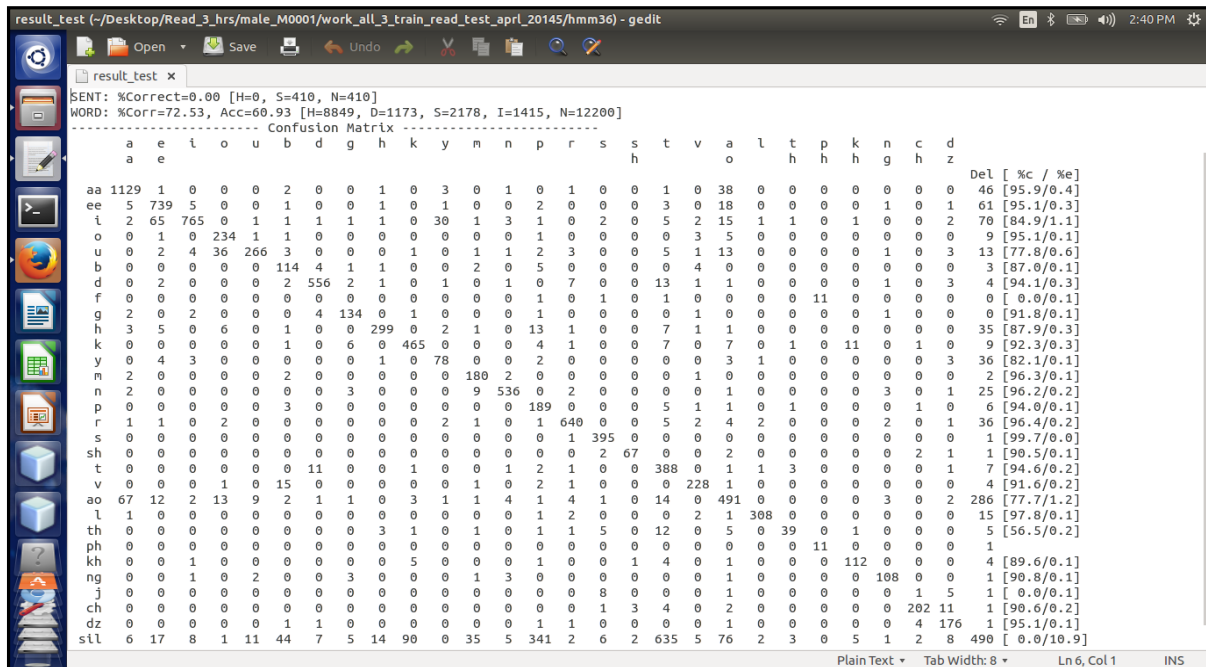 result_test (~/Desktop/Read_3_hrs/male_M0001/work_all_3_train_read_test_aprl_20145/hmm36) - gedit En 2:40 PM
Open Save Undo
result_test x
SENT: %Correct=0.00 [H=0, S=410, N=410]
WORD: %Corr=72.53, Acc=60.93 [H=8849, D=1173, S=2178, I=1415, N=12200]
------------------------ Confusion Matrix -------------------------
a e i o u b d g h k y m n p r s s t v a l t p k n c d
a e h o h h h g h z
Del [ %c / %e]
aa 1129 1 0 0 0 2 0 0 1 0 3 0 1 0 1 0 0 1 0 38 0 0 0 0 0 0 0 46 [95.9/0.4]
ee 5 739 5 0 0 1 0 0 1 0 1 0 0 2 0 0 0 3 0 18 0 0 0 0 1 0 1 61 [95.1/0.3]
i 2 65 765 0 1 1 1 1 1 0 30 1 3 1 0 2 0 5 2 15 1 1 0 1 0 0 2 70 [84.9/1.1]
o 0 1 0 234 1 1 0 0 0 0 0 0 0 1 0 0 0 0 3 5 0 0 0 0 0 0 0 9 [95.1/0.1]
u 0 2 4 36 266 3 0 0 0 1 0 1 1 2 3 0 0 5 1 13 0 0 0 0 1 0 3 13 [77.8/0.6]
b 0 0 0 0 0 114 4 1 1 0 0 2 0 5 0 0 0 0 4 0 0 0 0 0 0 0 0 3 [87.0/0.1]
d 0 2 0 0 0 2 556 2 1 0 1 0 1 0 7 0 0 13 1 1 0 0 0 0 1 0 3 4 [94.1/0.3]
f 0 0 0 0 0 0 0 0 0 0 0 0 0 1 0 1 0 1 0 0 0 0 11 0 0 0 0 0 [ 0.0/0.1]
g 2 0 2 0 0 0 4 134 0 1 0 0 0 1 0 0 0 0 1 0 0 0 0 0 1 0 0 0 [91.8/0.1]
h 3 5 0 6 0 1 0 0 299 0 2 1 0 13 1 0 0 7 1 1 0 0 0 0 0 0 0 35 [87.9/0.3]
k 0 0 0 0 0 1 0 6 0 465 0 0 0 4 1 0 0 7 0 7 0 1 0 11 0 1 0 9 [92.3/0.3]
y 0 4 3 0 0 0 0 0 1 0 78 0 0 2 0 0 0 0 0 3 1 0 0 0 0 0 3 36 [82.1/0.1]
m 2 0 0 0 0 2 0 0 0 0 0 180 2 0 0 0 0 0 1 0 0 0 0 0 0 0 0 2 [96.3/0.1]
n 2 0 0 0 0 0 0 3 0 0 0 9 536 0 2 0 0 0 0 1 0 0 0 0 3 0 1 25 [96.2/0.2]
p 0 0 0 0 0 3 0 0 0 0 0 0 0 189 0 0 0 5 1 1 0 1 0 0 0 1 0 6 [94.0/0.1]
r 1 1 0 2 0 0 0 0 0 0 2 1 0 1 640 0 0 5 2 4 2 0 0 0 2 0 1 36 [96.4/0.2]
s 0 0 0 0 0 0 0 0 0 0 0 0 0 0 1 395 0 0 0 0 0 0 0 0 0 0 0 1 [99.7/0.0]
sh 0 0 0 0 0 0 0 0 0 0 0 0 0 0 0 2 67 0 0 2 0 0 0 0 0 2 1 1 [90.5/0.1]
t 0 0 0 0 0 0 11 0 0 1 0 0 1 2 1 0 0 388 0 1 1 3 0 0 0 0 1 7 [94.6/0.2]
v 0 0 0 1 0 15 0 0 0 0 0 1 0 2 1 0 0 0 228 1 0 0 0 0 0 0 0 4 [91.6/0.2]
ao 67 12 2 13 9 2 1 1 0 3 1 1 4 1 4 1 0 14 0 491 0 0 0 0 3 0 2 286 [77.7/1.2]
l 1 0 0 0 0 0 0 0 0 0 0 0 0 1 2 0 0 0 2 1 308 0 0 0 0 0 0 15 [97.8/0.1]
th 0 0 0 0 0 0 0 0 3 1 0 1 0 1 1 5 0 12 0 5 0 39 0 1 0 0 0 5 [56.5/0.2]
ph 0 0 0 0 0 0 0 0 0 0 0 0 0 0 0 0 0 0 0 0 0 0 11 0 0 0 0 1
kh 0 0 1 0 0 0 0 0 0 5 0 0 0 1 0 0 1 4 0 1 0 0 0 112 0 0 0 4 [89.6/0.1]
ng 0 0 1 0 2 0 0 3 0 0 0 1 3 0 0 0 0 0 0 1 0 0 0 0 108 0 0 1 [90.8/0.1]
j 0 0 0 0 0 0 0 0 0 0 0 0 0 0 0 8 0 0 0 1 0 0 0 0 0 1 5 1 [ 0.0/0.1]
ch 0 0 0 0 0 0 0 0 0 0 0 0 0 0 0 1 3 4 0 2 0 0 0 0 0 202 11 1 [90.6/0.2]
dz 0 0 0 0 1 1 0 0 0 0 0 0 0 1 1 0 0 0 0 1 0 0 0 0 0 4 176 1 [95.1/0.1]
sil 6 17 8 1 11 44 7 5 14 90 0 35 5 341 2 6 2 635 5 76 2 3 0 5 1 2 8 490 [ 0.0/10.9]
Plain Text Tab Width: 8 Ln 6, Col 1 INS